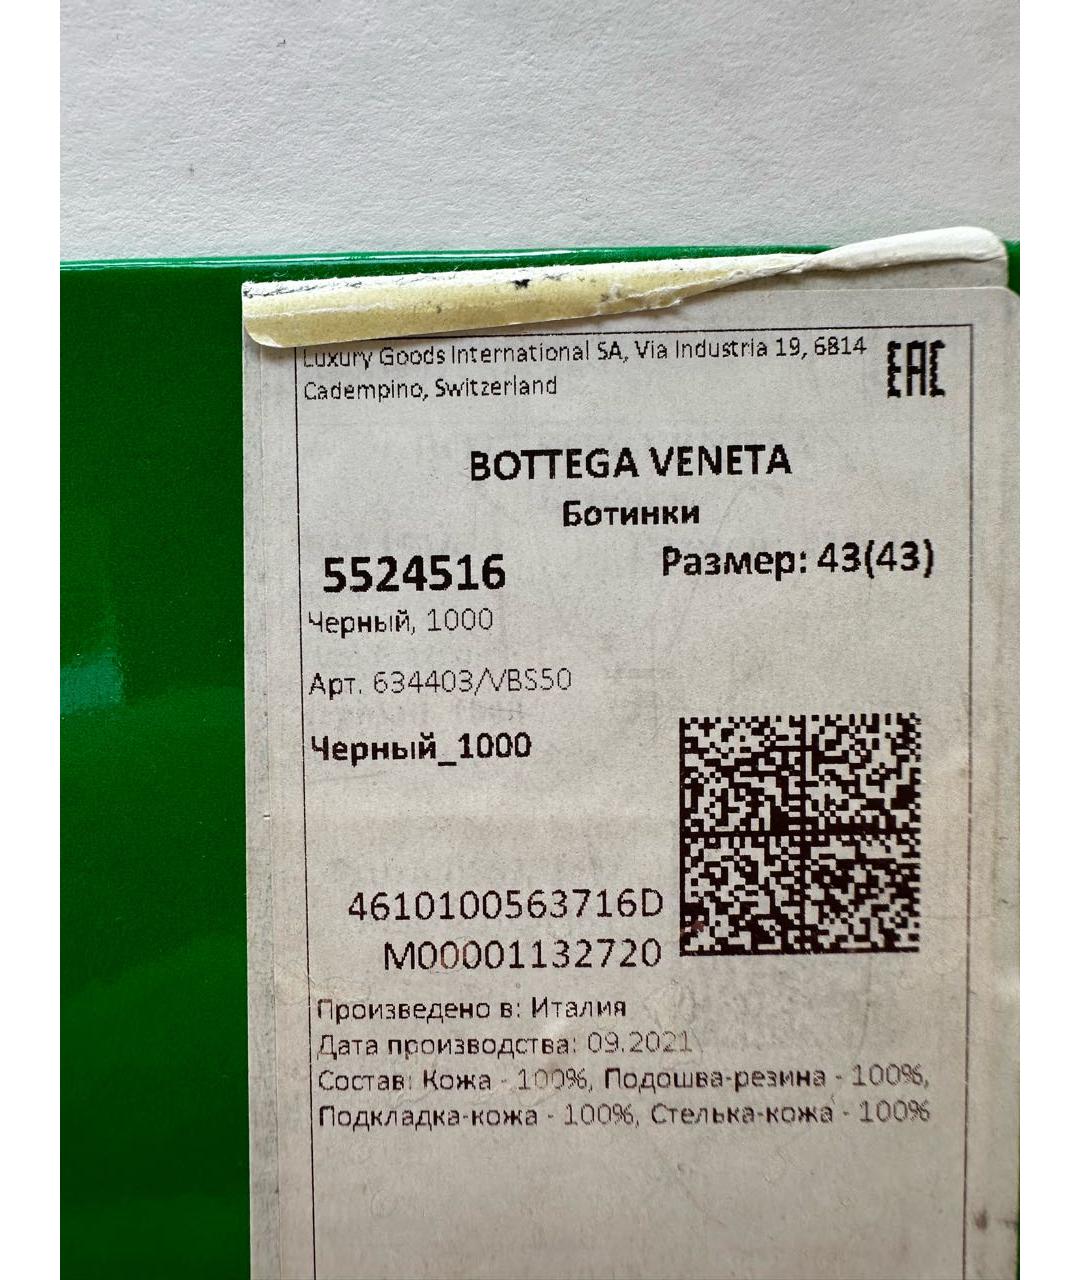 Luxury Goods International SA, Via Industria 19, 6814
Cadempino, Switzerland
EAC
BOTTEGA VENETA
Ботинки
5524516
Размер: 43(43)
Черный, 1000
Арт. 634403/VBS50
Черный_1000
4610100563716D
M00001132720
Произведено в: Италия
Дата производства: 09.2021
Состав: Кожа - 100%, Подошва-резина - 100%,
Подкладка-кожа - 100%, Стелька-кожа - 100%